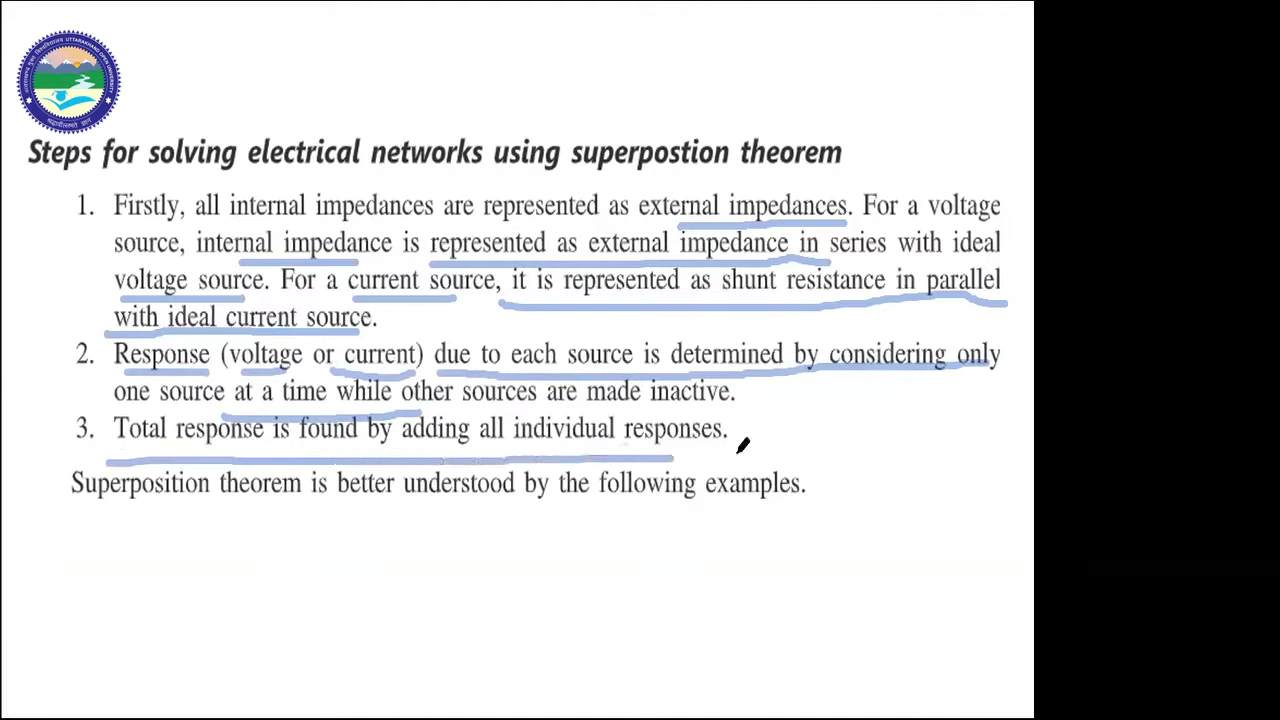 UTTARAKHAND OPEN UNIVERSITY
Steps for solving electrical networks using superpostion theorem
1. Firstly, all internal impedances are represented as external impedances. For a voltage
source, internal impedance is represented as external impedance in series with ideal
voltage source. For a current source, it is represented as shunt resistance in parallel
with ideal current source.
2. Response (voltage or current) due to each source is determined by considering only
one source at a time while other sources are made inactive.
3. Total response is found by adding all individual responses.
Superposition theorem is better understood by the following examples.